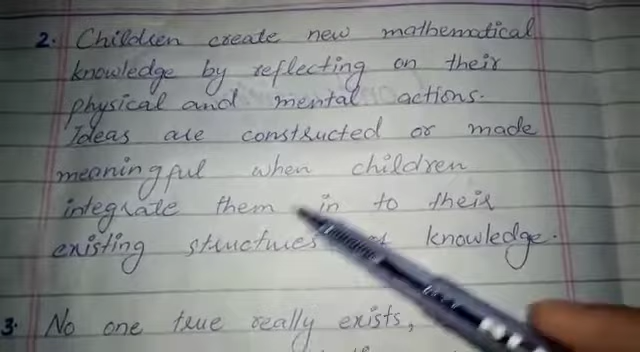 2. Children create new mathematical
knowledge by reflecting on their
physical and mental actions.
Ideas are constructed or made
meaningful when children
integrate them in to their
existing structures knowledge.
3. No one true really exists,